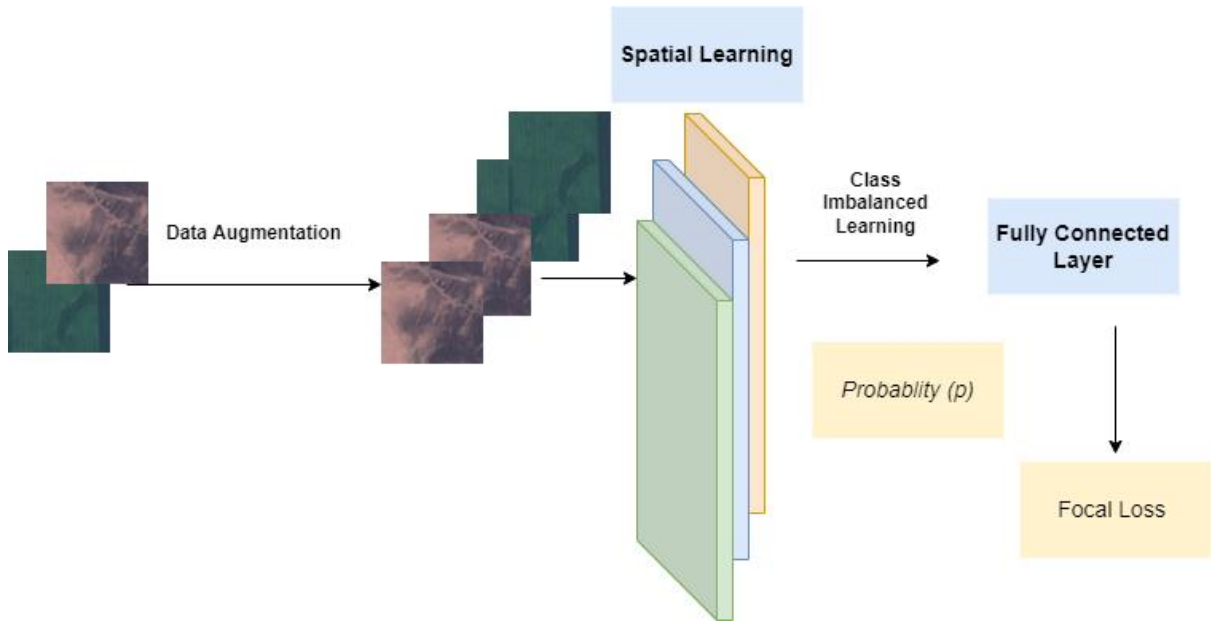 Spatial Learning
Data Augmentation
Class
Imbalanced
Learning
Fully Connected
Layer
Probablity (p)
Focal Loss